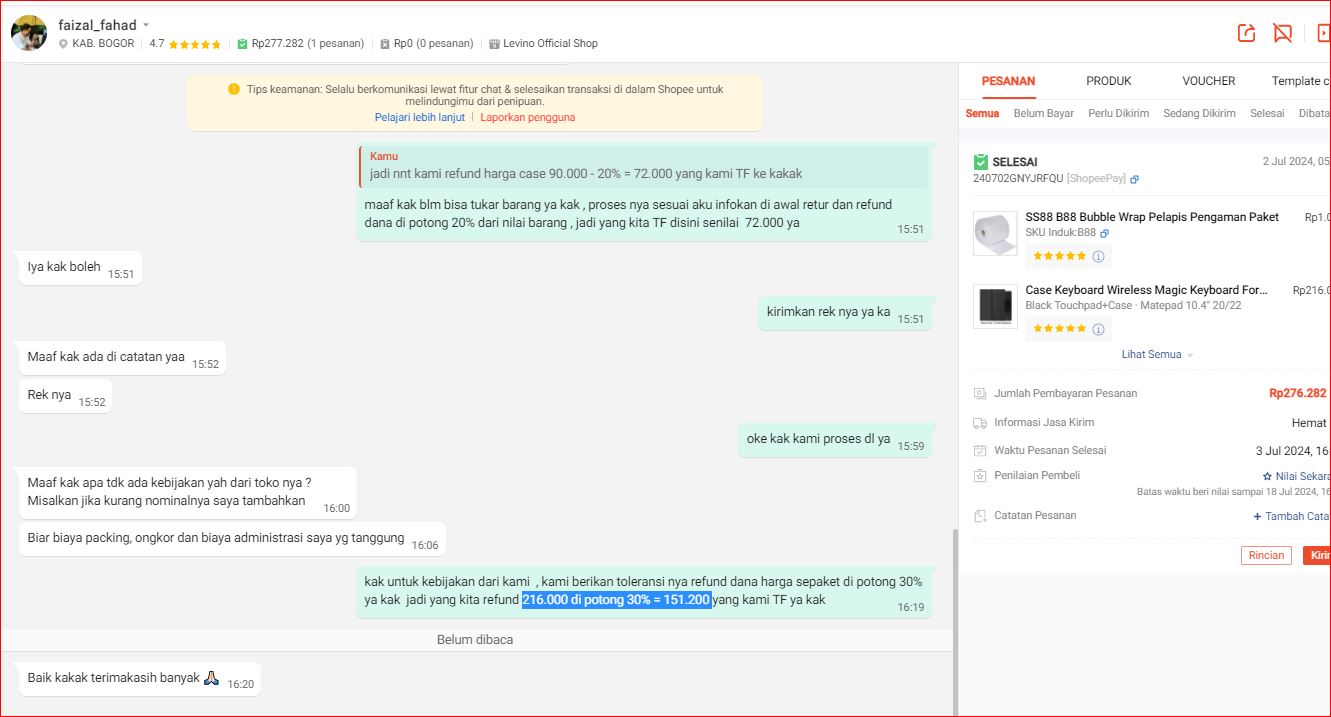 faizal_fahad
KAB. BOGOR 4.7 Rp277.282 (1 pesanan) Rp0 (0 pesanan) Levino Official Shop
Tips keamanan: Selalu berkomunikasi lewat fitur chat & selesaikan transaksi di dalam Shopee untuk
melindungimu dari penipuan.
Pelajari lebih lanjut Laporkan pengguna
Kamu
jadi nnt kami refund harga case 90.000 - 20% = 72.000 yang kami TF ke kakak
maaf kak blm bisa tukar barang ya kak , proses nya sesuai aku infokan di awal retur dan refund
dana di potong 20% dari nilai barang , jadi yang kita TF disini senilai 72.000 ya
15:51
Iya kak boleh 15:51
kirimkan rek nya ya ka 15:51
Maaf kak ada di catatan yaa 15:52
Rek nya 15:52
oke kak kami proses dl ya 15:59
Maaf kak apa tdk ada kebijakan yah dari toko nya ?
Misalkan jika kurang nominalnya saya tambahkan 16:00
Biar biaya packing, ongkor dan biaya administrasi saya yg tanggung 16:06
kak untuk kebijakan dari kami , kami berikan toleransi nya refund dana harga sepaket di potong 30%
ya kak jadi yang kita refund 216.000 di potong 30% = 151.200 yang kami TF ya kak
16:19
Belum dibaca
Baik kakak terimakasih banyak 🙏🏻 16:20
PESANAN PRODUK VOUCHER Template c
Semua Belum Bayar Perlu Dikirim Sedang Dikirim Selesai Dibata
SELESAI 2 Jul 2024, 05
240702GNYJRFQU [ShopeePay]
SS88 B88 Bubble Wrap Pelapis Pengaman Paket Rp1.0
SKU Induk:B88
Case Keyboard Wireless Magic Keyboard For... Rp216.0
Black Touchpad+Case · Matepad 10.4" 20/22
Lihat Semua
Jumlah Pembayaran Pesanan Rp276.282
Informasi Jasa Kirim Hemat
Waktu Pesanan Selesai 3 Jul 2024, 16
Penilaian Pembeli Nilai Sekara
Batas waktu beri nilai sampai 18 Jul 2024, 16
Catatan Pesanan + Tambah Cata
Rincian Kirir